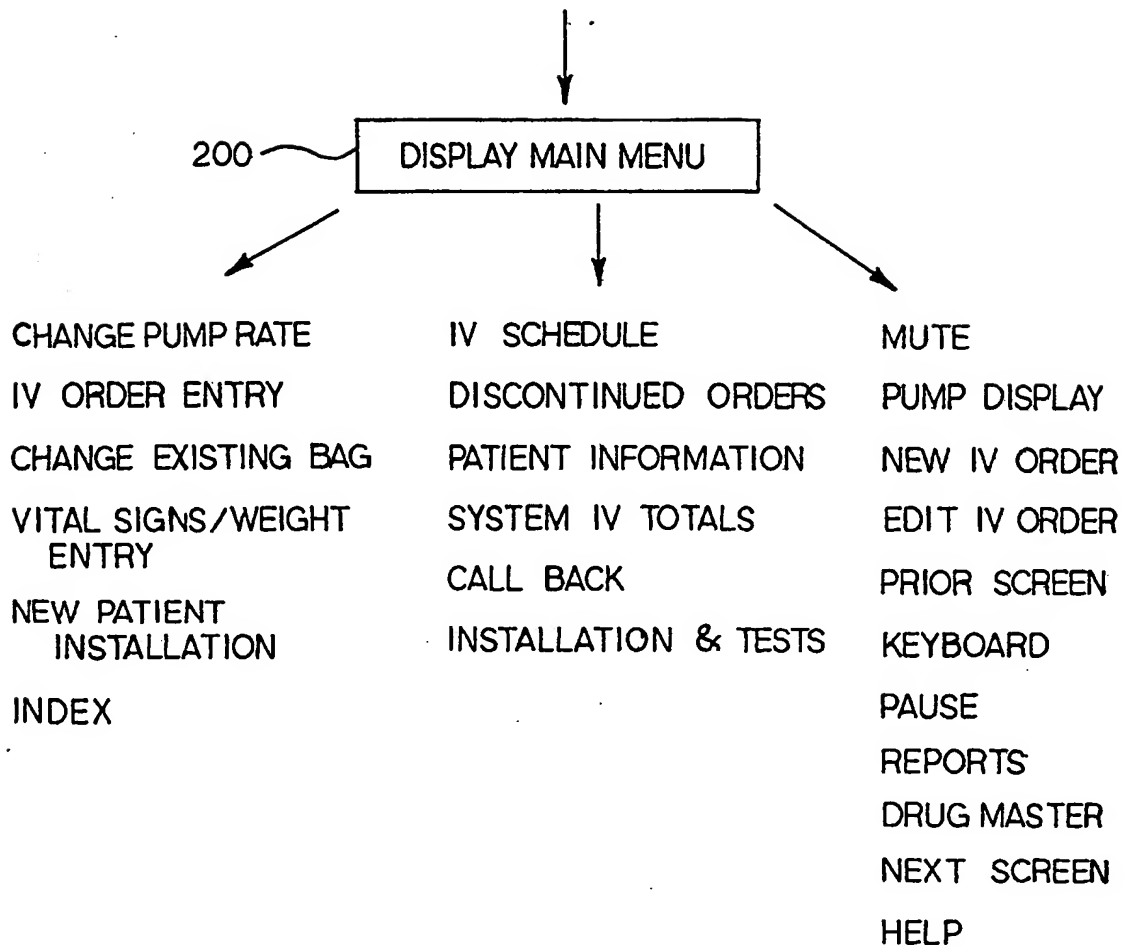 200
DISPLAY MAIN MENU
CHANGE PUMP RATE
IV ORDER ENTRY
CHANGE EXISTING BAG
VITAL SIGNS/WEIGHT
ENTRY
NEW PATIENT
INSTALLATION
INDEX
IV SCHEDULE
DISCONTINUED ORDERS
PATIENT INFORMATION
SYSTEM IV TOTALS
CALL BACK
INSTALLATION & TESTS
MUTE
PUMP DISPLAY
NEW IV ORDER
EDIT IV ORDER
PRIOR SCREEN
KEYBOARD
PAUSE
REPORTS
DRUG MASTER
NEXT SCREEN
HELP